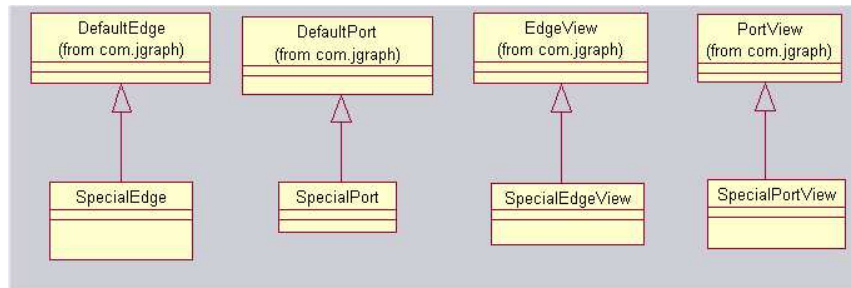 DefaultEdge
(from com.jgraph)
DefaultPort
(from com.jgraph)
EdgeView
(from com.jgraph)
PortView
(from com.jgraph)
SpecialEdge
SpecialPort
SpecialEdgeView
SpecialPortView